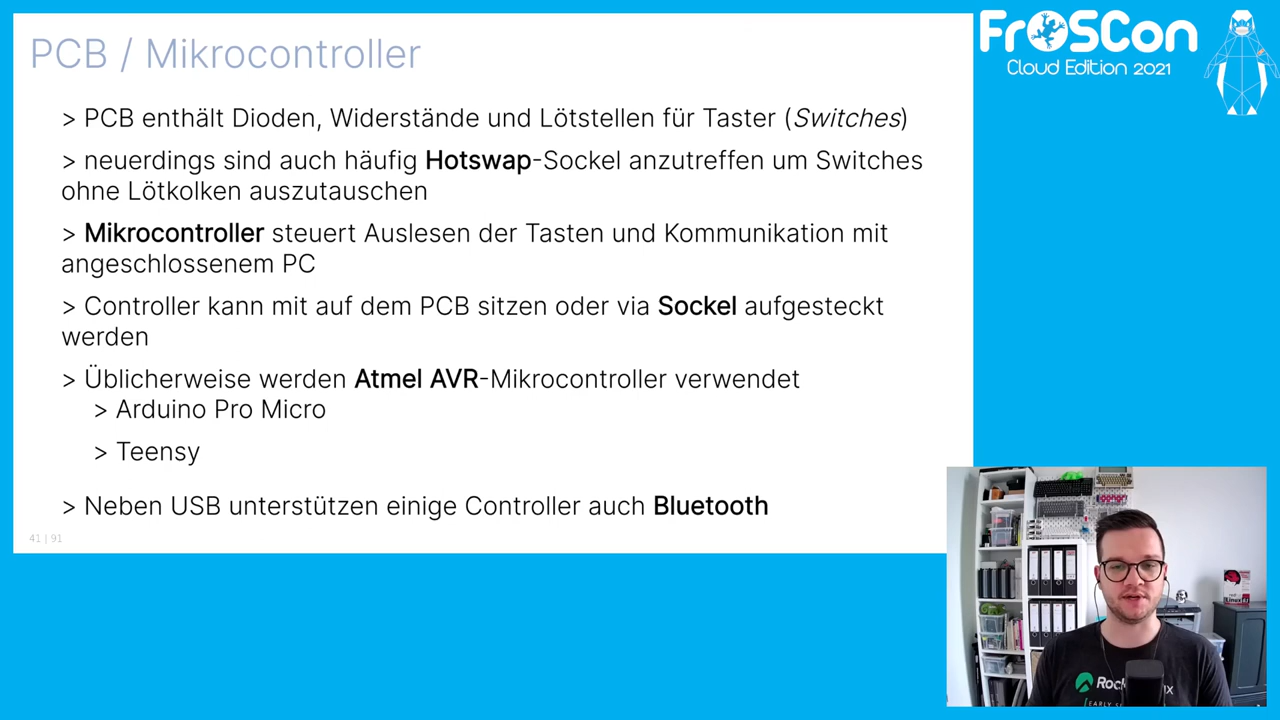 PCB / Mikrocontroller
> PCB enthält Dioden, Widerstände und Lötstellen für Taster (Switches)
> neuerdings sind auch häufig Hotswap-Sockel anzutreffen um Switches
ohne Lötkolken auszutauschen
> Mikrocontroller steuert Auslesen der Tasten und Kommunikation mit
angeschlossenem PC
> Controller kann mit auf dem PCB sitzen oder via Sockel aufgesteckt
werden
> Üblicherweise werden Atmel AVR-Mikrocontroller verwendet
> Arduino Pro Micro
> Teensy
> Neben USB unterstützen einige Controller auch Bluetooth
41 | 91
FrOSCon
Cloud Edition 2021